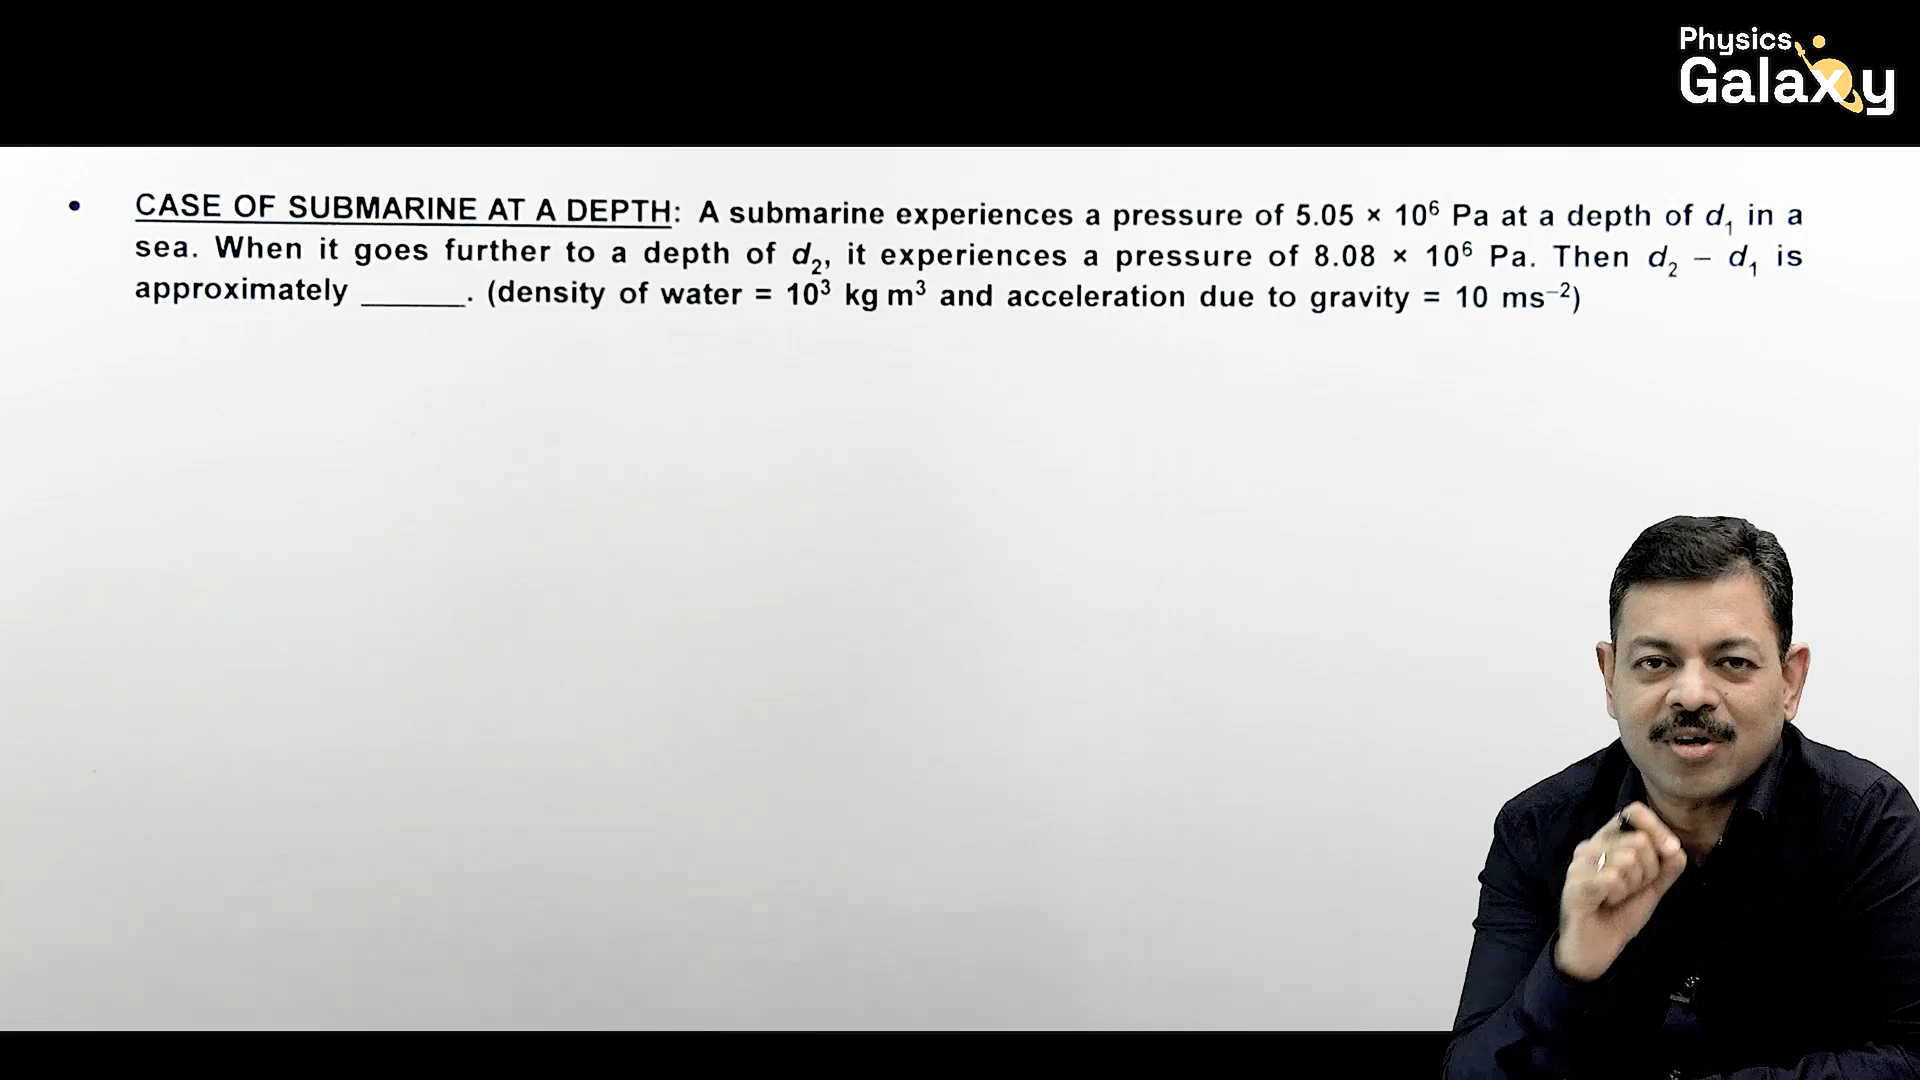 Physics
Galaxy
• CASE OF SUBMARINE AT A DEPTH: A submarine experiences a pressure of 5.05 × 10⁶ Pa at a depth of d₁ in a
sea. When it goes further to a depth of d₂, it experiences a pressure of 8.08 × 10⁶ Pa. Then d₂ − d₁ is
approximately ______. (density of water = 10³ kg m³ and acceleration due to gravity = 10 ms⁻²)